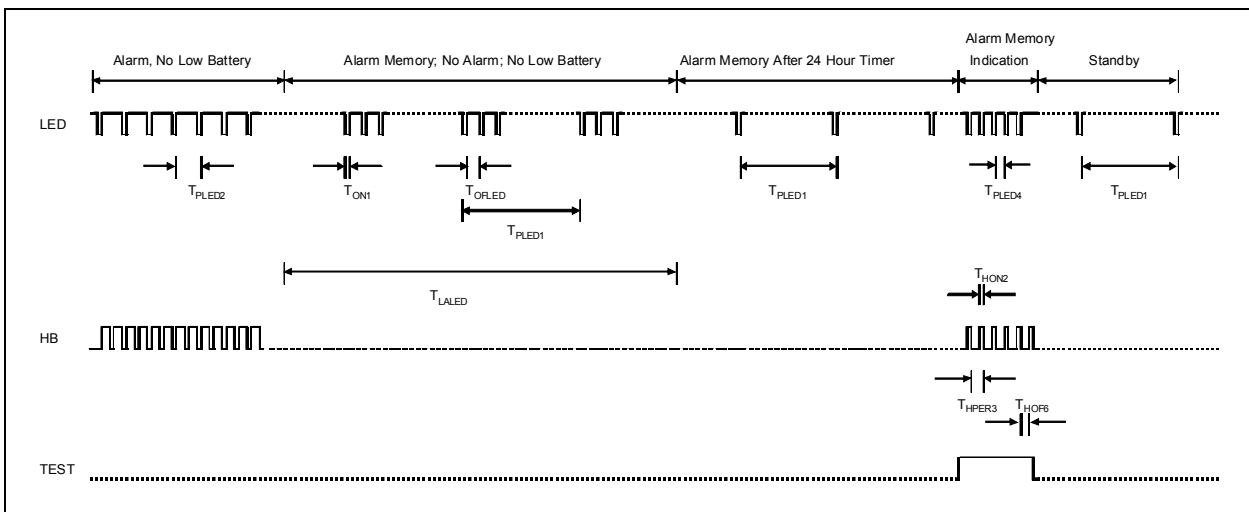 Alarm, No Low Battery
Alarm Memory; No Alarm; No Low Battery
Alarm Memory After 24 Hour Timer
Alarm Memory
Indication
Standby
LED
TPLED2
TON1
TOFLED
TPLED1
TPLED1
TPLED4
TPLED1
TLALED
THON2
HB
THPER3
THOF6
TEST